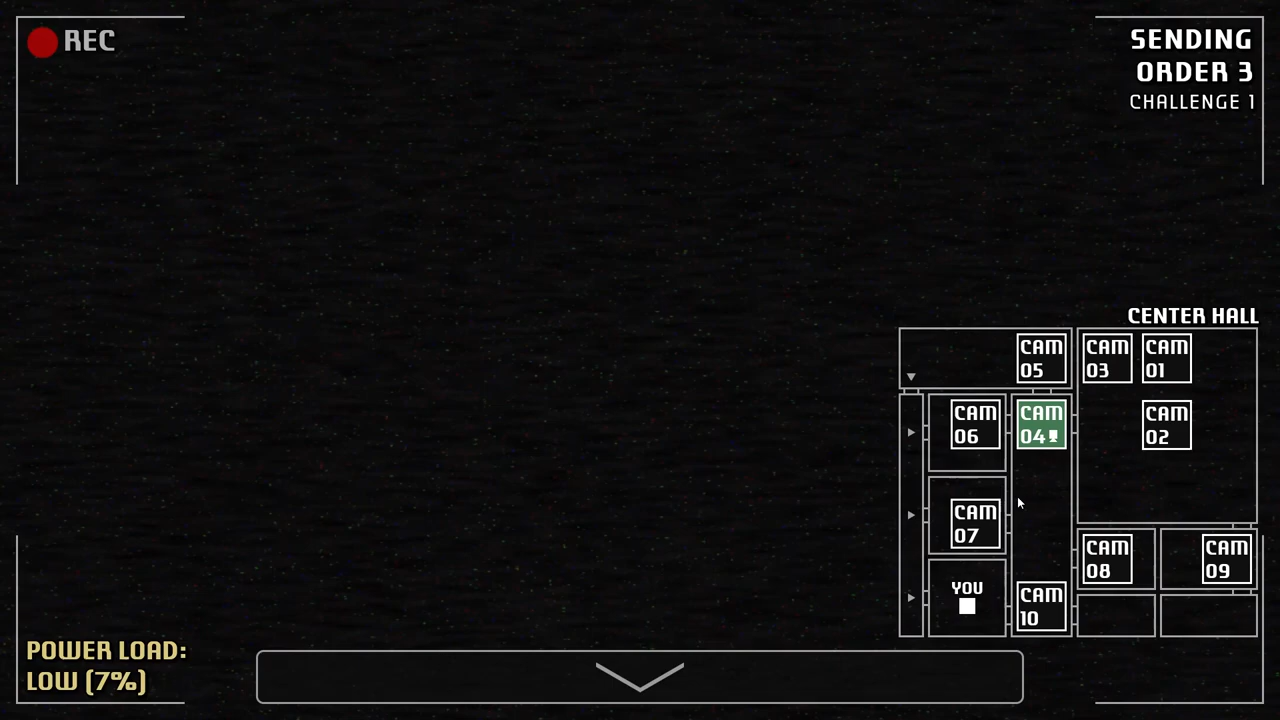 REC
SENDING
ORDER 3
CHALLENGE 1
CENTER HALL
CAM
05
CAM
03
CAM
01
CAM
06
CAM
04
CAM
02
CAM
07
CAM
08
CAM
09
YOU
CAM
10
POWER LOAD:
LOW (7%)